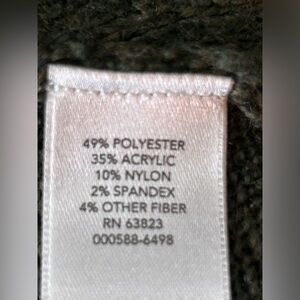 49% POLYESTER
35% ACRYLIC
10% NYLON
2% SPANDEX
4% OTHER FIBER
RN 63823
000588-6498